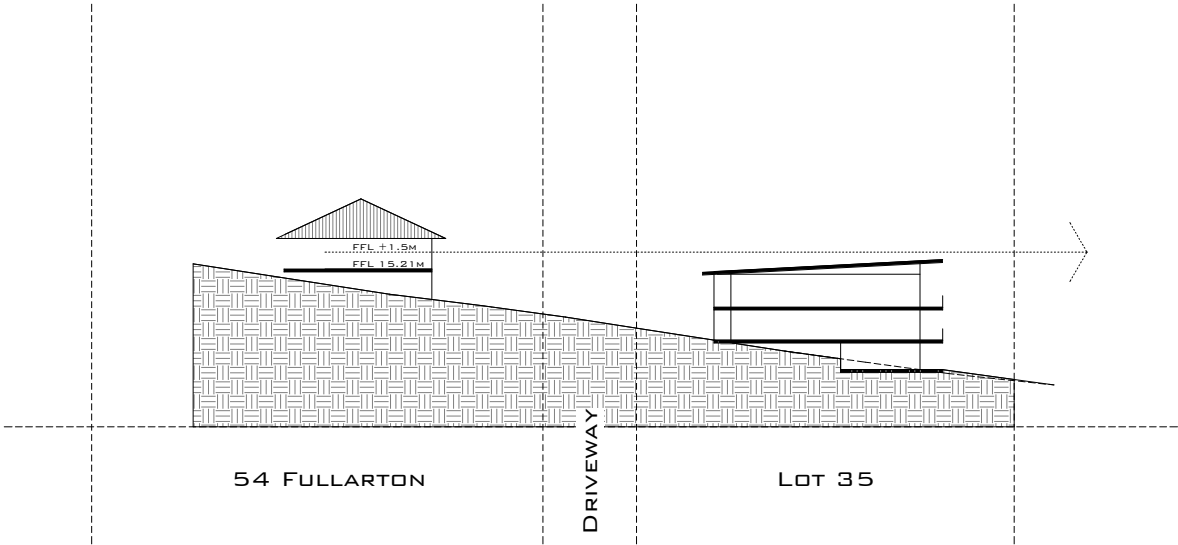 FFL +1.5M
FFL 15.21M
54 FULLARTON
DRIVEWAY
LOT 35